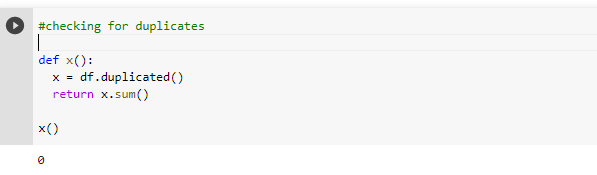 #checking for duplicates
def x():
  x = df.duplicated()
  return x.sum()
x()
0